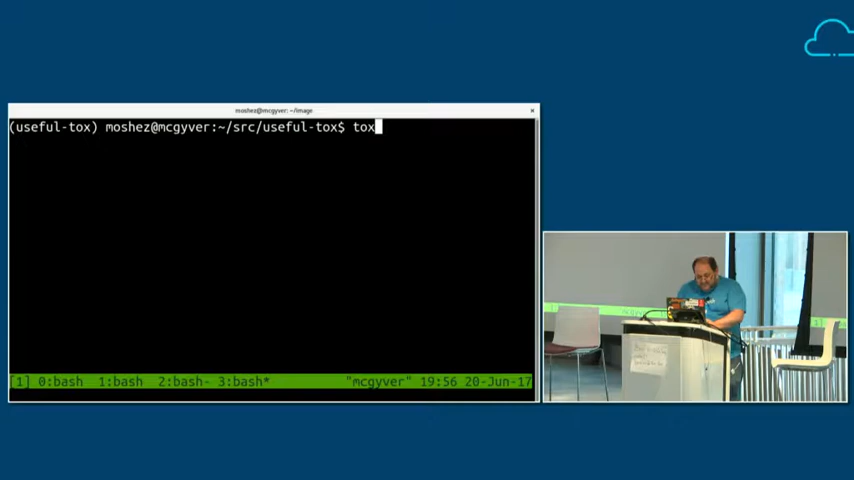 moshez@mcgyver: ~/image
(useful-tox) moshez@mcgyver:~/src/useful-tox$ tox
[1] 0:bash 1:bash 2:bash- 3:bash* "mcgyver" 19:56 20-Jun-17